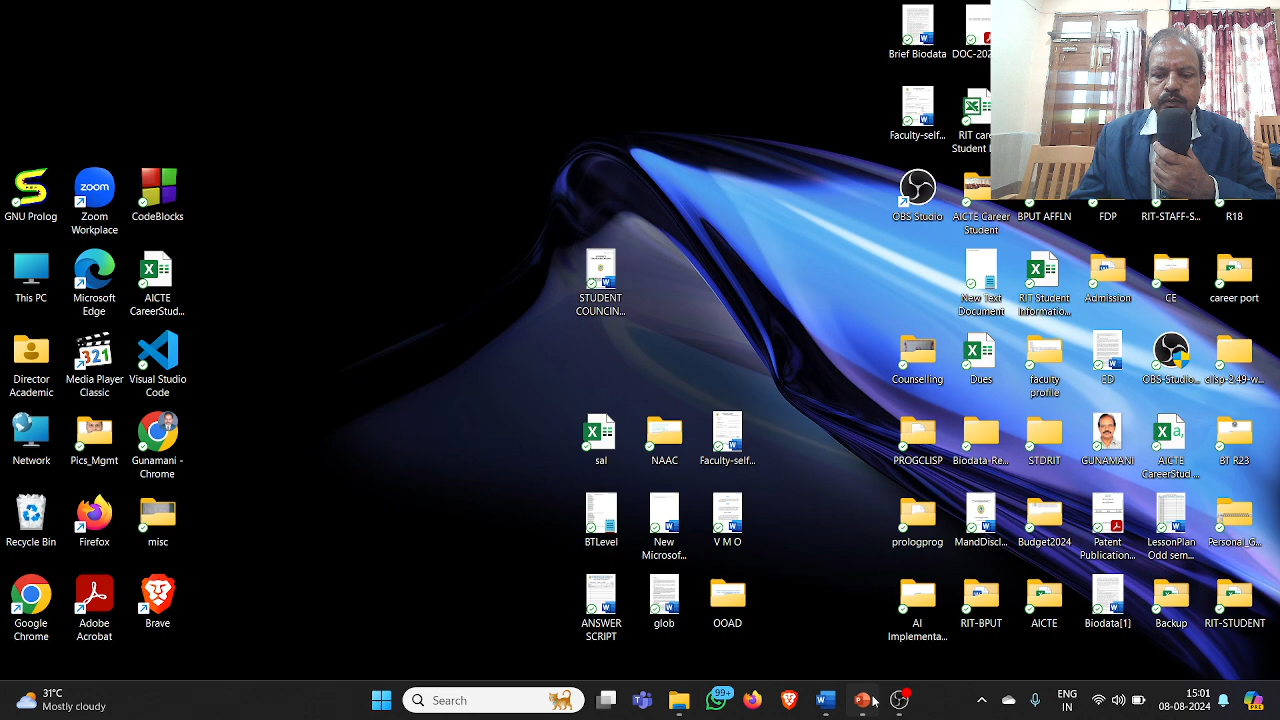 Brief Biodata
DOC-202
Faculty-self...
RIT care
Student I
GNU Prolog
Zoom
Workplace
CodeBlocks
OBS Studio
AICTE Career
Student
BPUT AFFLN
FDP
RIT-STAFF-S...
R18
This PC
Microsoft
Edge
AICTE
CareerStud...
STUDENT
COUNCIN...
New Text
Document
RIT Student
Informatio...
Admission
CE
career port
Director
Academic
Media Player
Classic
Visual Studio
Code
Counselling
Dues
faculty
profile
ED
OBS-Studio...
clisp-2.49-w...
Network
Pics_Mgmt
Gunamani -
Chrome
sal
NAAC
Faculty-self...
PROGCLISP
Biodata-Re...
STDRIT
GUNAMANI
AICTE
CareerStud...
BT R23
Recycle Bin
Firefox
misc
BTLevel
New
Microsof...
V M O
prologprog
MandDiscl...
Budget2024
Patent
Publication...
LessonPlan
Odd sem...
Personal_G...
Google
Chrome
Adobe
Acrobat
Brave
ANSWER
SCRIPT
glob
OOAD
AI
Implementa...
RIT-BPUT
AICTE
Biodata[1]
Backup
RIT-STUDENT
31°C
Mostly cloudy
Search
99+
ENG
IN
15:01
08-08-2024